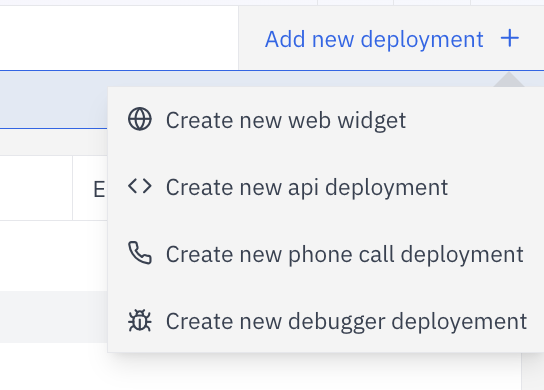 Add new deployment +
Create new web widget
E
Create new api deployment
Create new phone call deployment
Create new debugger deployement